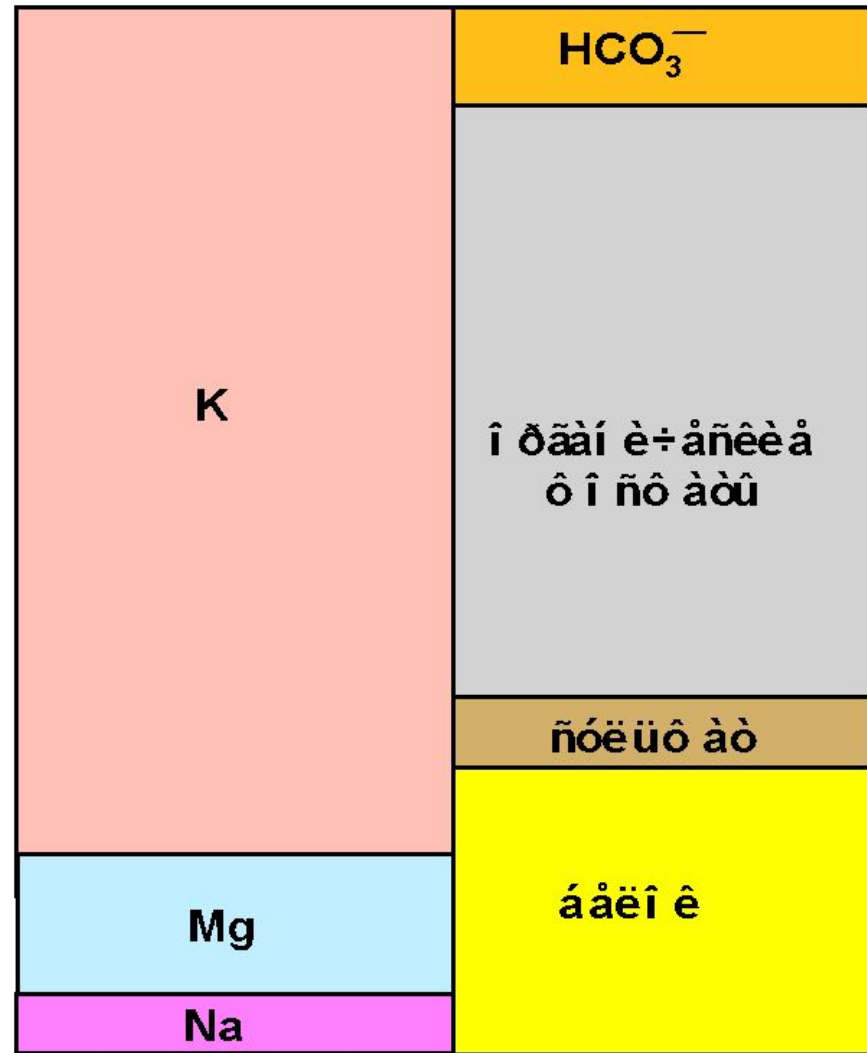 HCO₃⁻
K
î ðãàí è÷åñêèå
ô î ñô àòû
ñóëüô àò
Mg
áåëî ê
Na